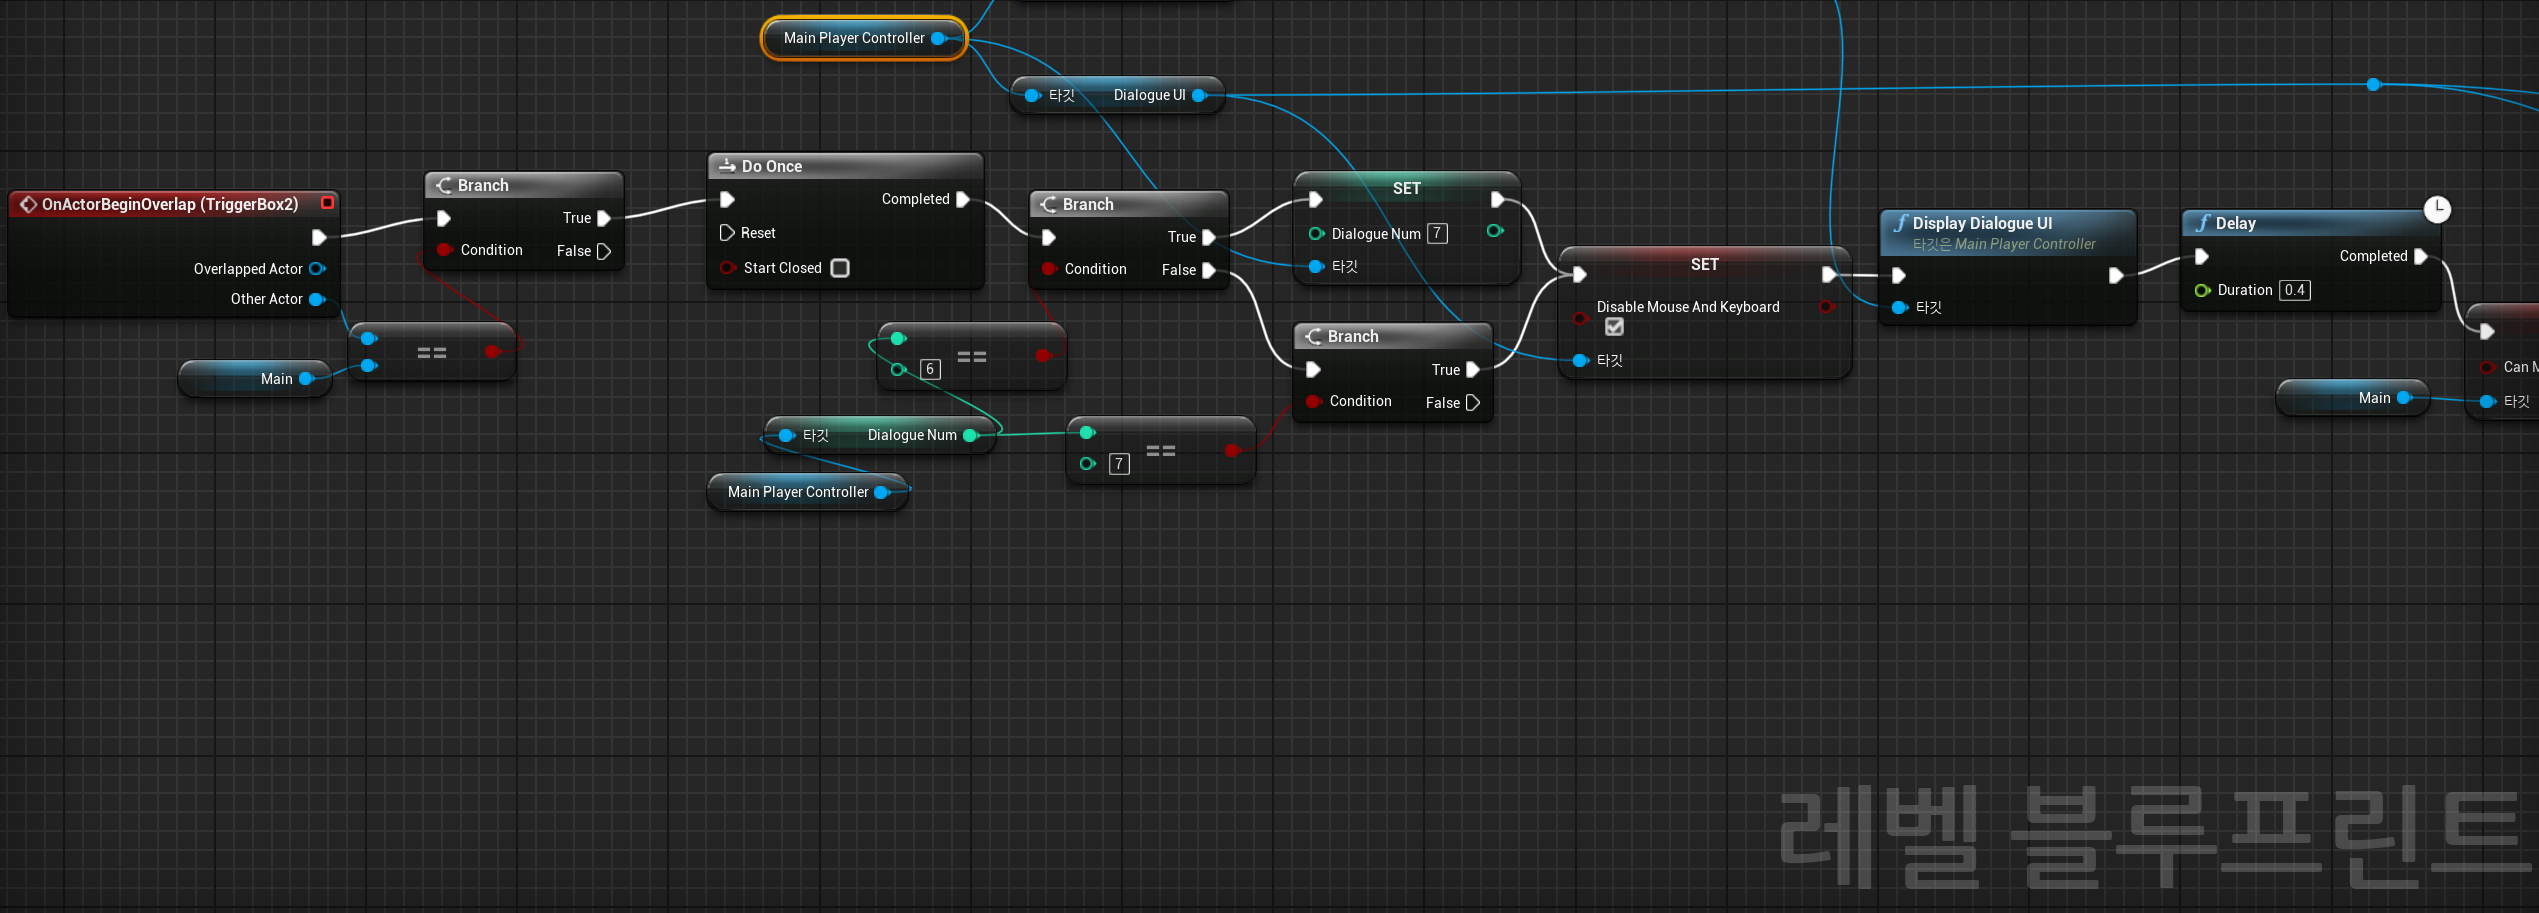 Main Player Controller
타깃 Dialogue UI
OnActorBeginOverlap (TriggerBox2)
Overlapped Actor
Other Actor
Main
Branch
True
Condition
False
==
Do Once
Completed
Reset
Start Closed
Branch
True
Condition
False
==
6
타깃 Dialogue Num
Main Player Controller
==
7
SET
Dialogue Num 7
타깃
Branch
True
Condition
False
SET
Disable Mouse And Keyboard
타깃
Display Dialogue UI
타깃은 Main Player Controller
타깃
Delay
Completed
Duration 0.4
Main
Can
타깃
레벨 블루프린트